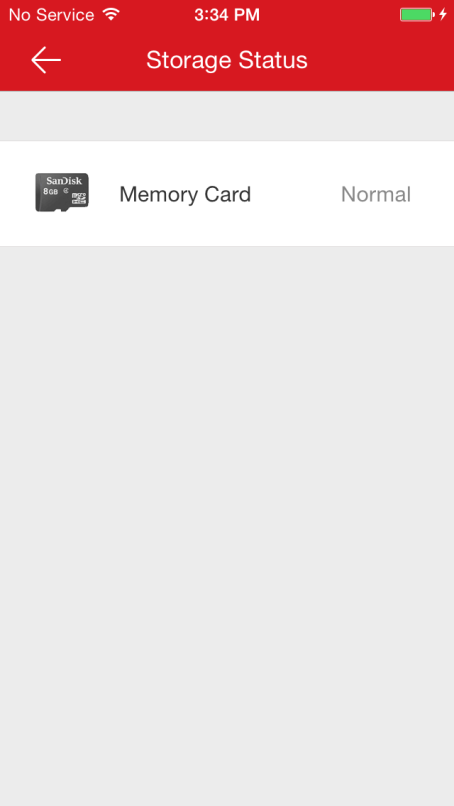 No Service 3:34 PM
Storage Status
SanDisk
8GB
Memory Card Normal